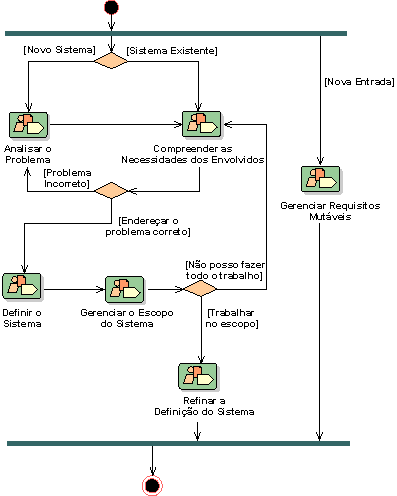 [Novo Sistema]
[Sistema Existente]
[Nova Entrada]
Analisar o
Problema
Compreender as
Necessidades dos Envolvidos
[Problema
Incorreto]
Gerenciar Requisitos
Mutáveis
[Endereçar o
problema correto]
[Não posso fazer
todo o trabalho]
Definir o
Sistema
Gerenciar o Escopo
do Sistema
[Trabalhar
no escopo]
Refinar a
Definição do Sistema